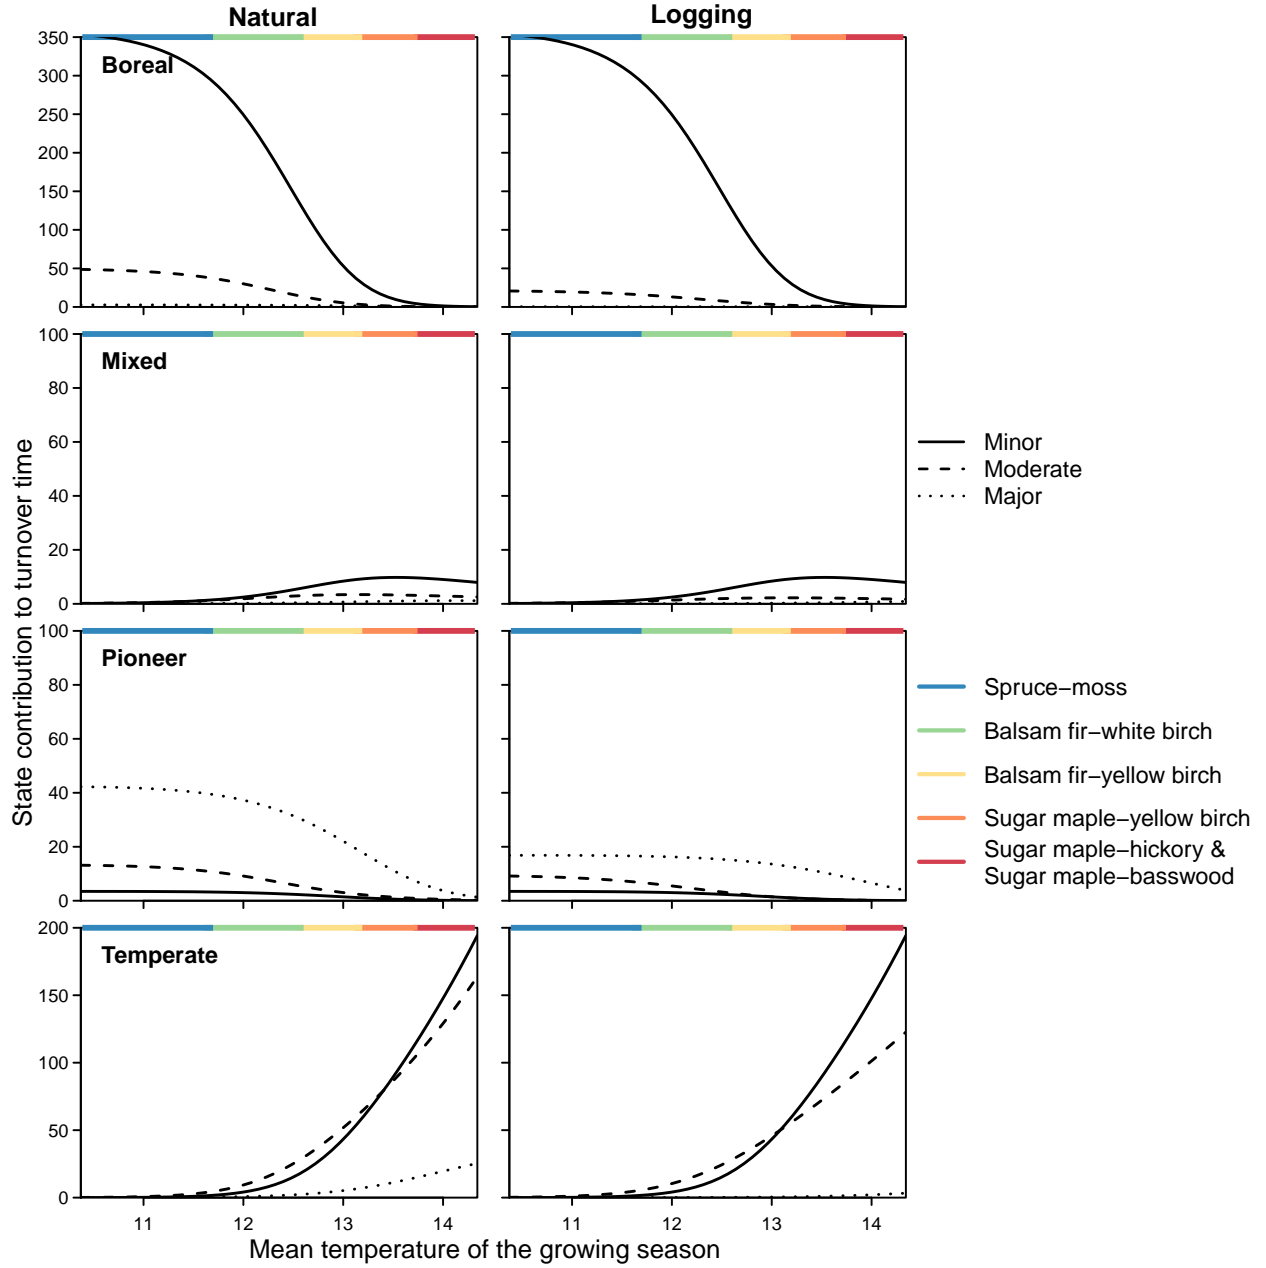 Natural
Logging
350
300
250
200
150
100
50
0
Boreal
100
80
60
40
20
0
Mixed
100
80
60
40
20
0
Pioneer
200
150
100
50
0
Temperate
11 12 13 14
11 12 13 14
Mean temperature of the growing season
State contribution to turnover time
Minor
Moderate
Major
Spruce−moss
Balsam fir−white birch
Balsam fir−yellow birch
Sugar maple−yellow birch
Sugar maple−hickory &
Sugar maple−basswood